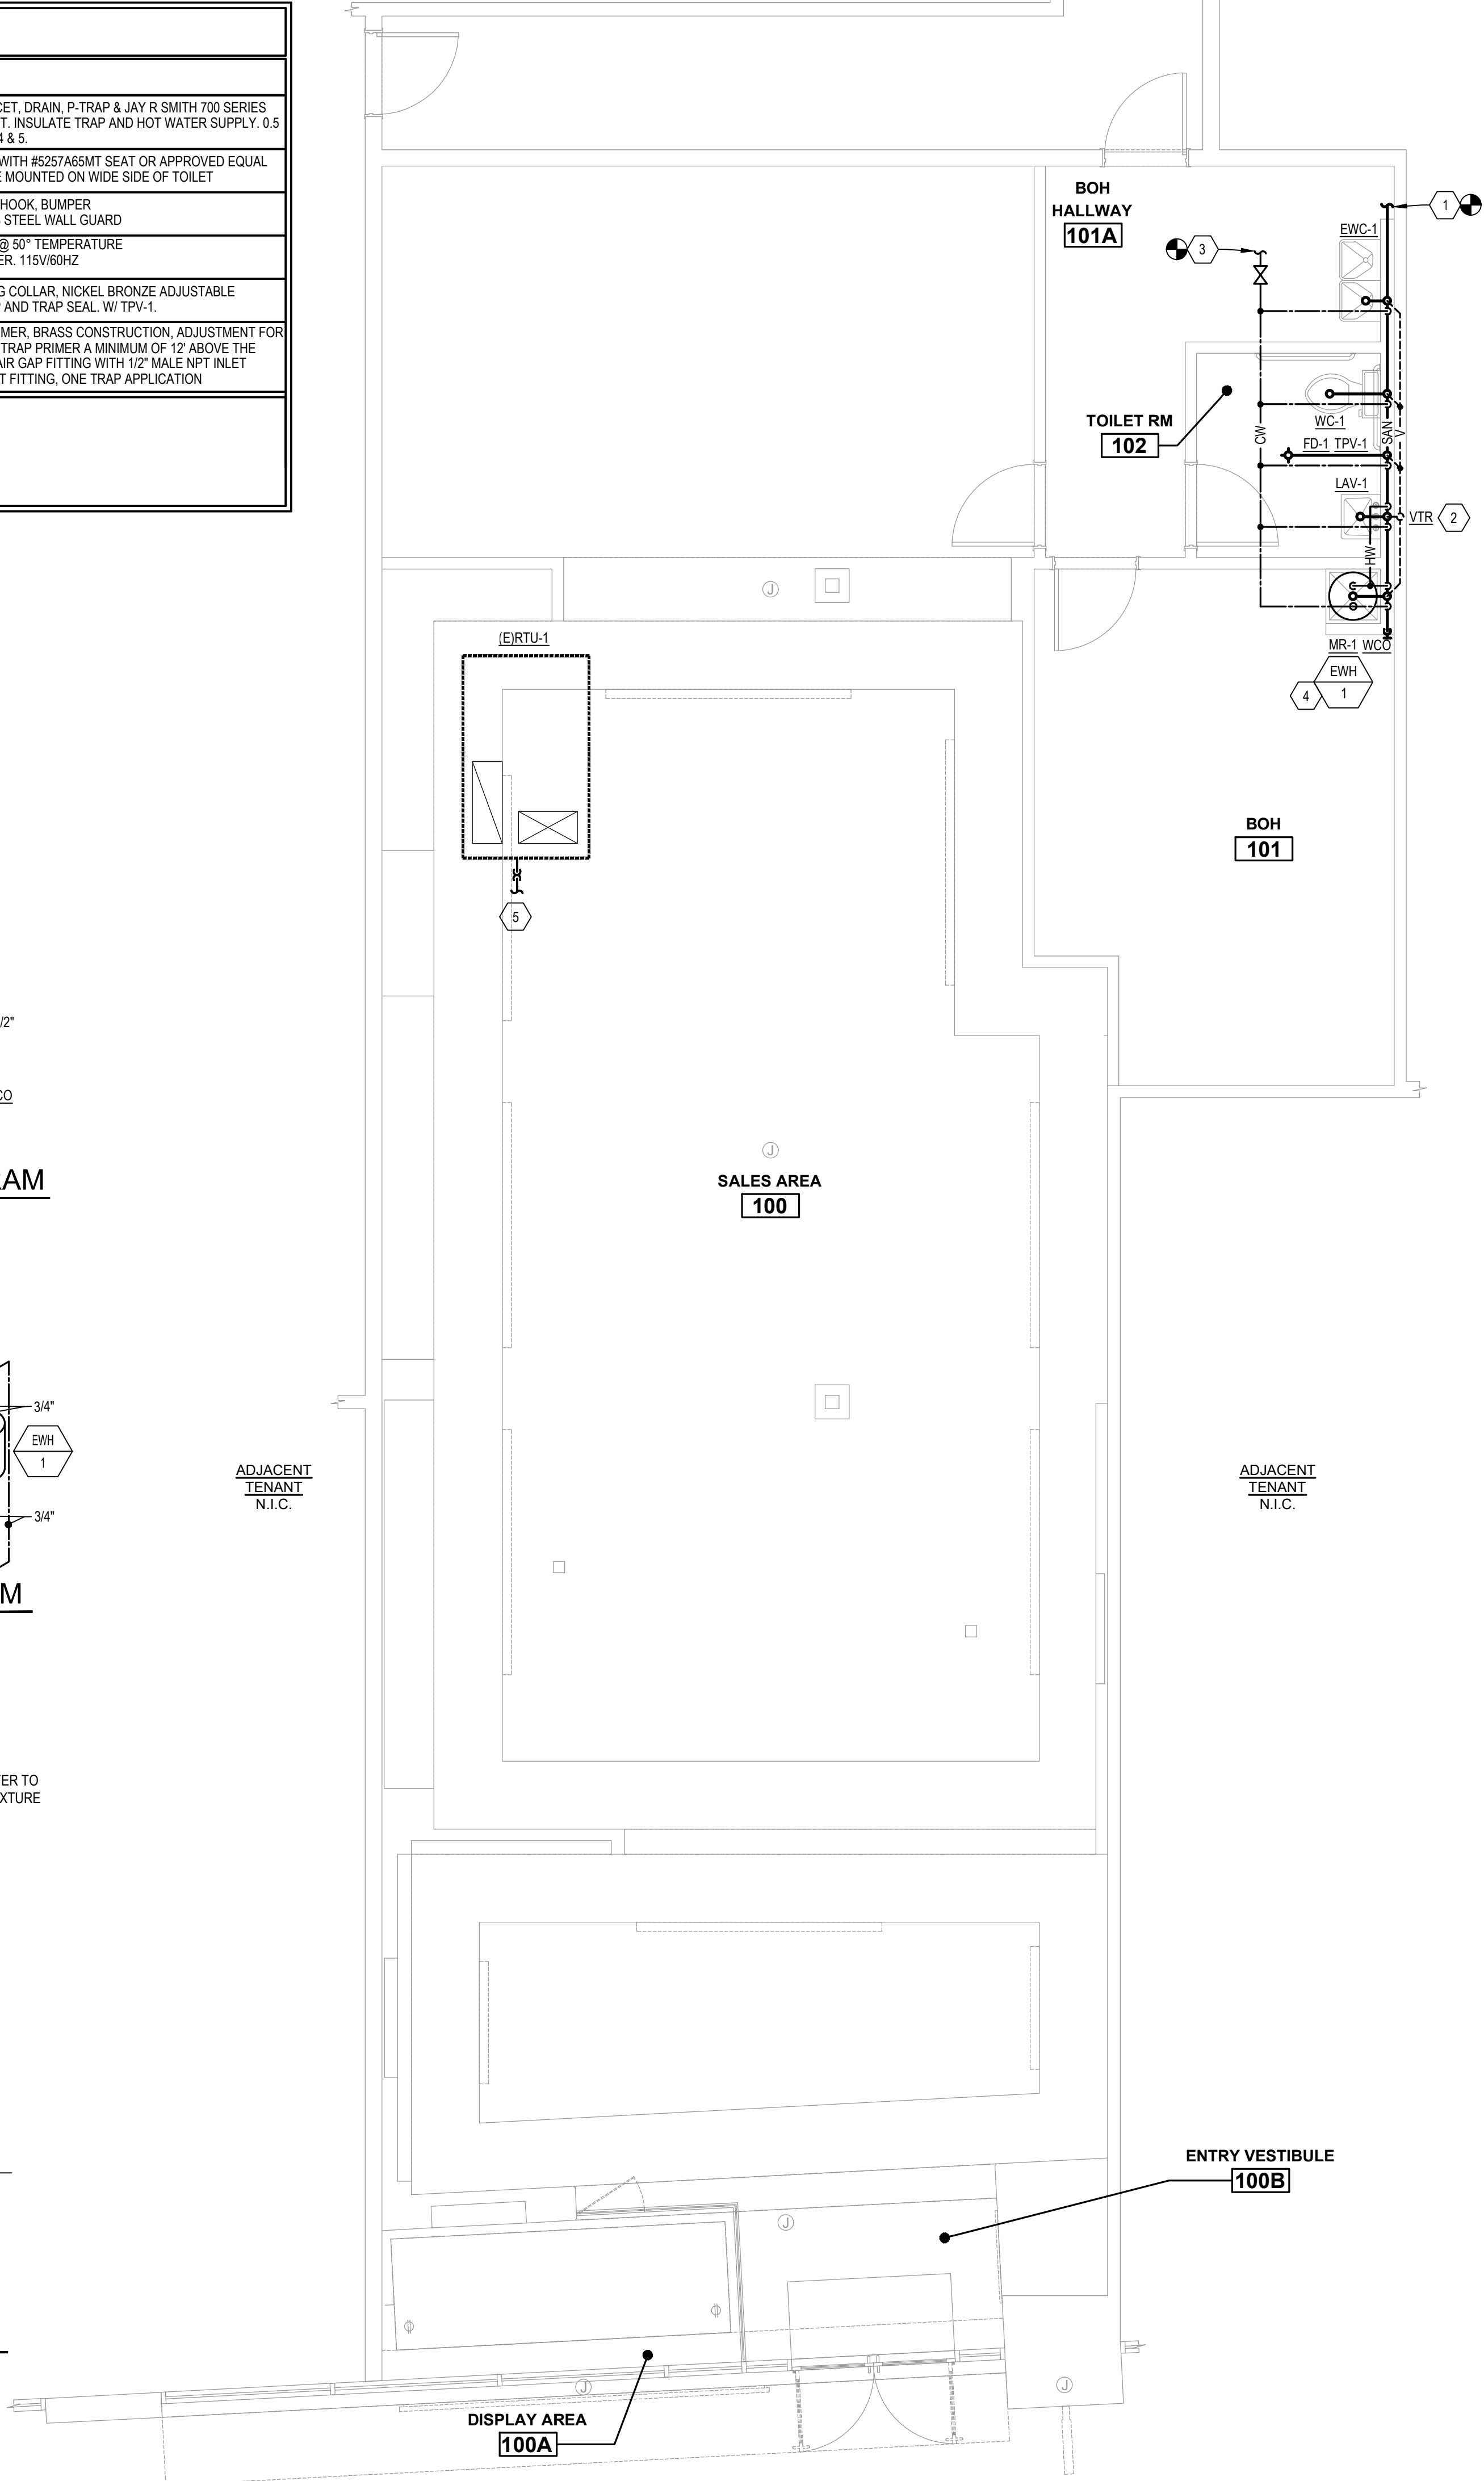 CET, DRAIN, P-TRAP & JAY R SMITH 700 SERIES
T. INSULATE TRAP AND HOT WATER SUPPLY. 0.5
4 & 5.
WITH #5257A65MT SEAT OR APPROVED EQUAL
E MOUNTED ON WIDE SIDE OF TOILET
HOOK, BUMPER
STEEL WALL GUARD
@ 50° TEMPERATURE
ER. 115V/60HZ
G COLLAR, NICKEL BRONZE ADJUSTABLE
P AND TRAP SEAL. W/ TPV-1.
MER, BRASS CONSTRUCTION, ADJUSTMENT FOR
TRAP PRIMER A MINIMUM OF 12' ABOVE THE
AIR GAP FITTING WITH 1/2" MALE NPT INLET
T FITTING, ONE TRAP APPLICATION
BOH
HALLWAY
101A
1
EWC-1
3
TOILET RM
102
CW
WC-1
SAN
V
FD-1 TPV-1
LAV-1
VTR 2
HW
MR-1 WCO
EWH
1
4
J
(E)RTU-1
5
BOH
101
/2"
CO
AM
J
SALES AREA
100
3/4"
EWH
1
3/4"
M
ADJACENT
TENANT
N.I.C.
ADJACENT
TENANT
N.I.C.
ER TO
XTURE
ENTRY VESTIBULE
100B
J
J
J
DISPLAY AREA
100A